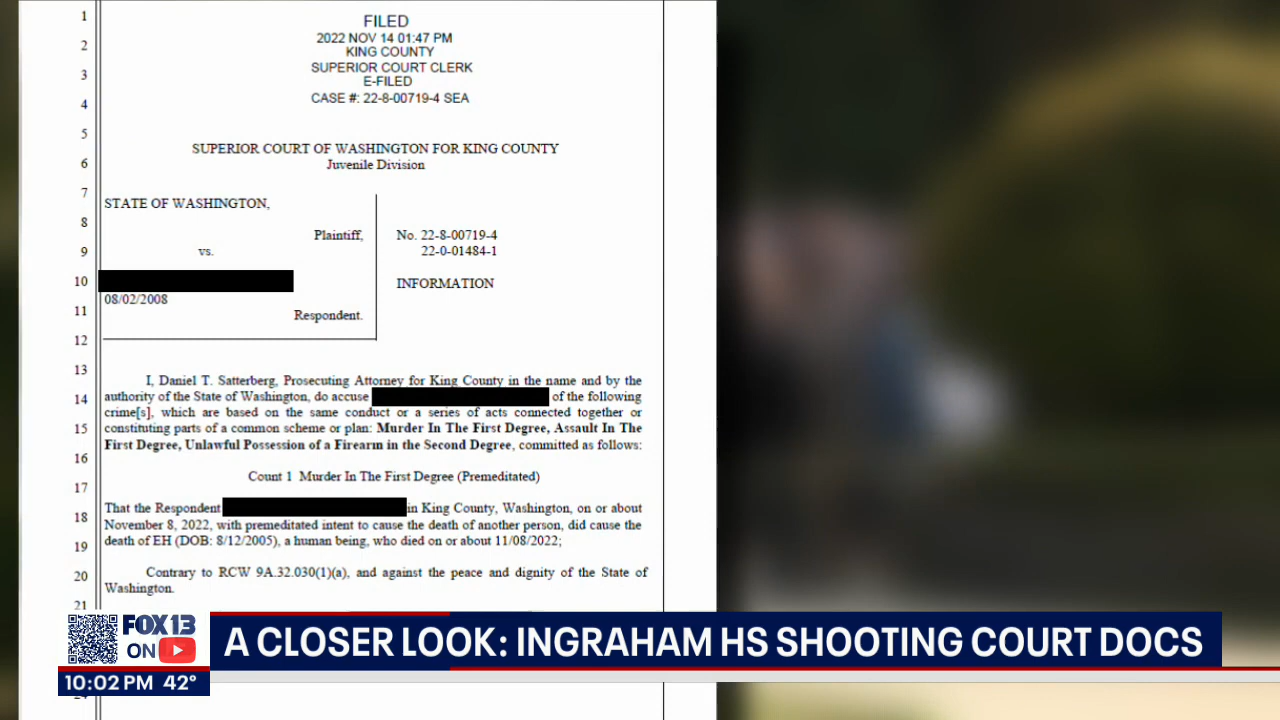 1
FILED
2
2022 NOV 14 01:47 PM
KING COUNTY
3
SUPERIOR COURT CLERK
E-FILED
4
CASE #: 22-8-00719-4 SEA
5
SUPERIOR COURT OF WASHINGTON FOR KING COUNTY
6
Juvenile Division
7
STATE OF WASHINGTON,
8
Plaintiff,
No. 22-8-00719-4
9
vs.
22-0-01484-1
10
INFORMATION
08/02/2008
11
Respondent.
12
13
I, Daniel T. Satterberg, Prosecuting Attorney for King County in the name and by the
14
authority of the State of Washington, do accuse of the following
crime[s], which are based on the same conduct or a series of acts connected together or
15
constituting parts of a common scheme or plan: Murder In The First Degree, Assault In The
First Degree, Unlawful Possession of a Firearm in the Second Degree, committed as follows:
16
Count 1 Murder In The First Degree (Premeditated)
17
That the Respondent in King County, Washington, on or about
18
November 8, 2022, with premeditated intent to cause the death of another person, did cause the
19
death of EH (DOB: 8/12/2005), a human being, who died on or about 11/08/2022;
20
Contrary to RCW 9A.32.030(1)(a), and against the peace and dignity of the State of
Washington.
21
FOX13
ON
A CLOSER LOOK: INGRAHAM HS SHOOTING COURT DOCS
10:02 PM 42°